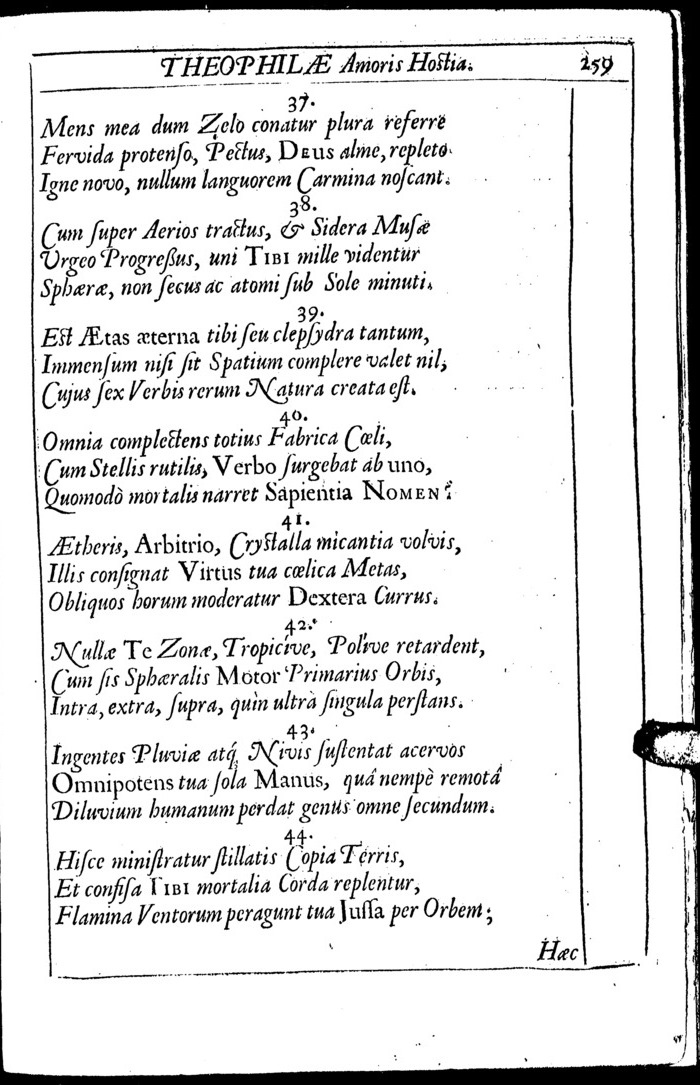 THEOPHILÆ Amoris Hostia. 259
37.
Mens mea dum Zelo conatur plura referre
Fervida protenſo, Pectus, DEUS alme, repleto
Igne novo, nullum languorem Carmina noſcant.
38.
Cum ſuper Aerios tractus, & Sidera Muſæ
Urgeo Progreßus, uni TIBI mille videntur
Sphæræ, non ſecus ac atomi ſub Sole minuti.
39.
Est Ætas æterna tibi ſeu clepſydra tantum,
Immenſum niſi ſit Spatium complere valet nil;
Cujus ſex Verbis rerum Natura creata eſt.
40.
Omnia complectens totius Fabrica Cœli,
Cum Stellis rutilis, Verbo ſurgebat ab uno,
Quomodò mortalis narret Sapientia NOMEN?
41.
Ætheris, Arbitrio, Crystalla micantia volvis,
Illis conſignat Virtus tua cœlica Metas,
Obliquos horum moderatur Dextera Currus.
42.
Nullæ Te Zonæ, Tropicive, Polive retardent,
Cum ſis Sphæralis Motor Primarius Orbis,
Intra, extra, ſupra, quin ultrà ſingula perſtans.
43.
Ingentes Pluviæ atq́; Nivis ſuſtentat acervos
Omnipotens tua ſola Manus, quâ nempè remotâ
Diluvium humanum perdat genus omne ſecundum.
44.
Hiſce miniſtratur ſtillatis Copia Terris,
Et confiſa TIBI mortalia Corda replentur,
Flamina Ventorum peragunt tua Juſſa per Orbem;
Hæc